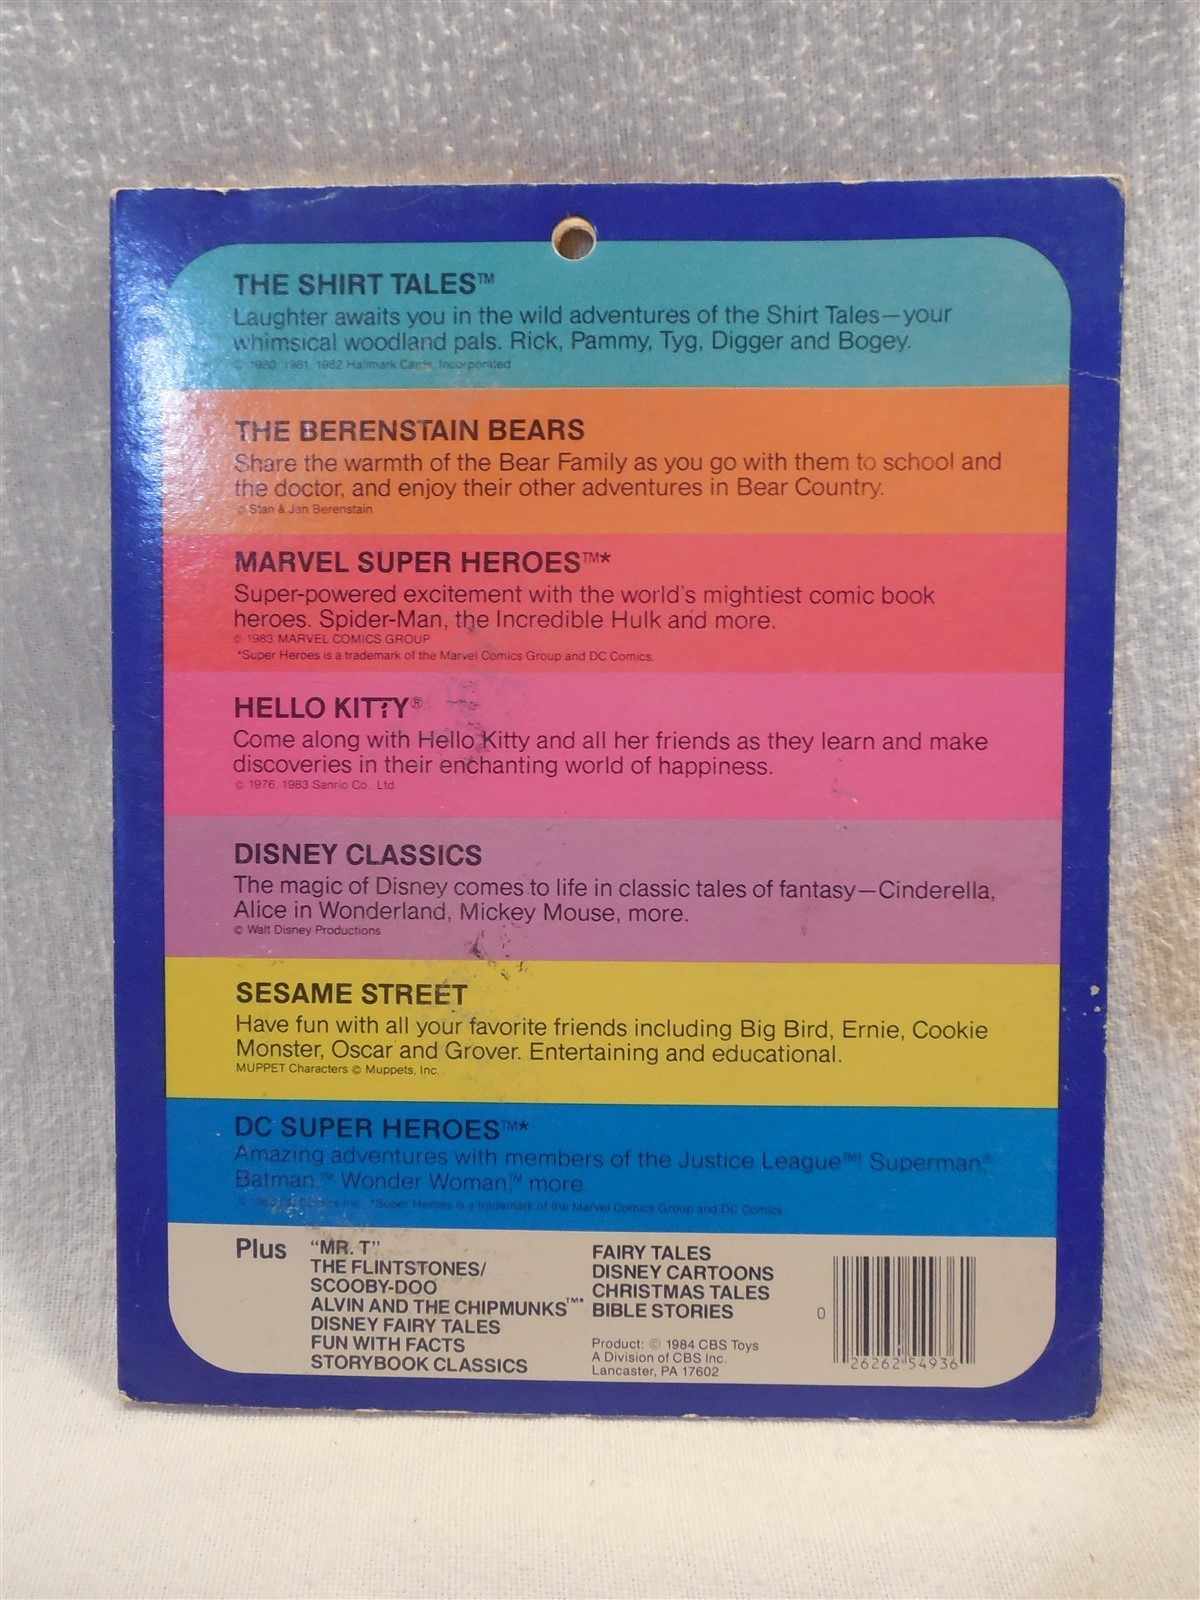 THE SHIRT TALES™
Laughter awaits you in the wild adventures of the Shirt Tales—your
whimsical woodland pals. Rick, Pammy, Tyg, Digger and Bogey.
© 1980, 1981, 1982 Hallmark Cards, Incorporated
THE BERENSTAIN BEARS
Share the warmth of the Bear Family as you go with them to school and
the doctor, and enjoy their other adventures in Bear Country.
© Stan & Jan Berenstain
MARVEL SUPER HEROES™*
Super-powered excitement with the world's mightiest comic book
heroes. Spider-Man, the Incredible Hulk and more.
© 1983 MARVEL COMICS GROUP
*Super Heroes is a trademark of the Marvel Comics Group and DC Comics.
HELLO KITTY®
Come along with Hello Kitty and all her friends as they learn and make
discoveries in their enchanting world of happiness.
© 1976, 1983 Sanrio Co., Ltd.
DISNEY CLASSICS
The magic of Disney comes to life in classic tales of fantasy—Cinderella,
Alice in Wonderland, Mickey Mouse, more.
© Walt Disney Productions
SESAME STREET
Have fun with all your favorite friends including Big Bird, Ernie, Cookie
Monster, Oscar and Grover. Entertaining and educational.
MUPPET Characters © Muppets, Inc.
DC SUPER HEROES™*
Amazing adventures with members of the Justice League™! Superman,®
Batman,™ Wonder Woman,™ more.
Comics Inc. *Super Heroes is a trademark of the Marvel Comics Group and DC Comics.
Plus
"MR. T"
THE FLINTSTONES/
SCOOBY-DOO
ALVIN AND THE CHIPMUNKS™*
DISNEY FAIRY TALES
FUN WITH FACTS
STORYBOOK CLASSICS
FAIRY TALES
DISNEY CARTOONS
CHRISTMAS TALES
BIBLE STORIES
Product: © 1984 CBS Toys
A Division of CBS Inc.
Lancaster, PA 17602
0
26262 54936